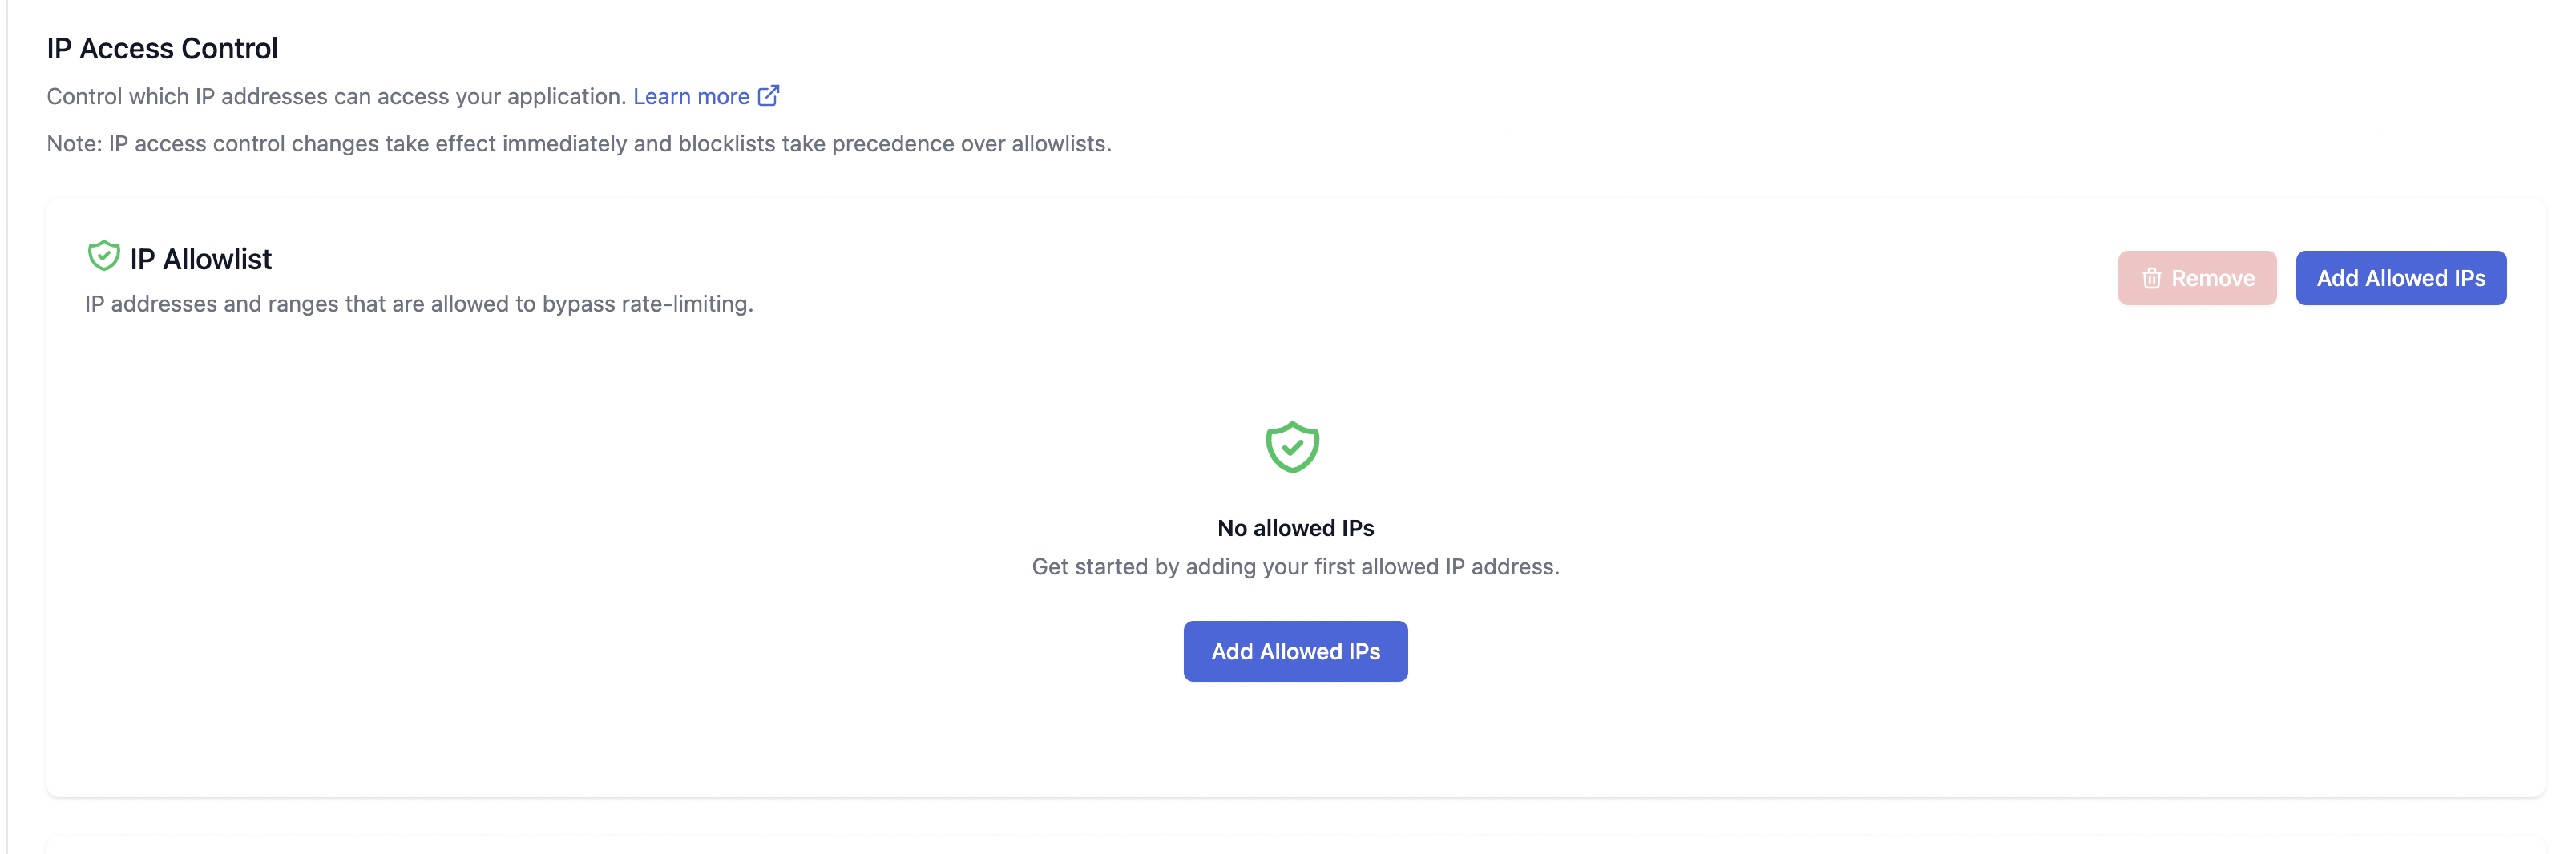 IP Access Control
Control which IP addresses can access your application. Learn more
Note: IP access control changes take effect immediately and blocklists take precedence over allowlists.
IP Allowlist
IP addresses and ranges that are allowed to bypass rate-limiting.
Remove
Add Allowed IPs
No allowed IPs
Get started by adding your first allowed IP address.
Add Allowed IPs